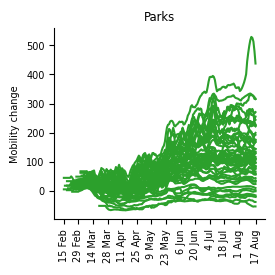 Parks
Mobility change
500
400
300
200
100
0
15 Feb
29 Feb
14 Mar
28 Mar
11 Apr
25 Apr
9 May
23 May
6 Jun
20 Jun
4 Jul
18 Jul
1 Aug
17 Aug